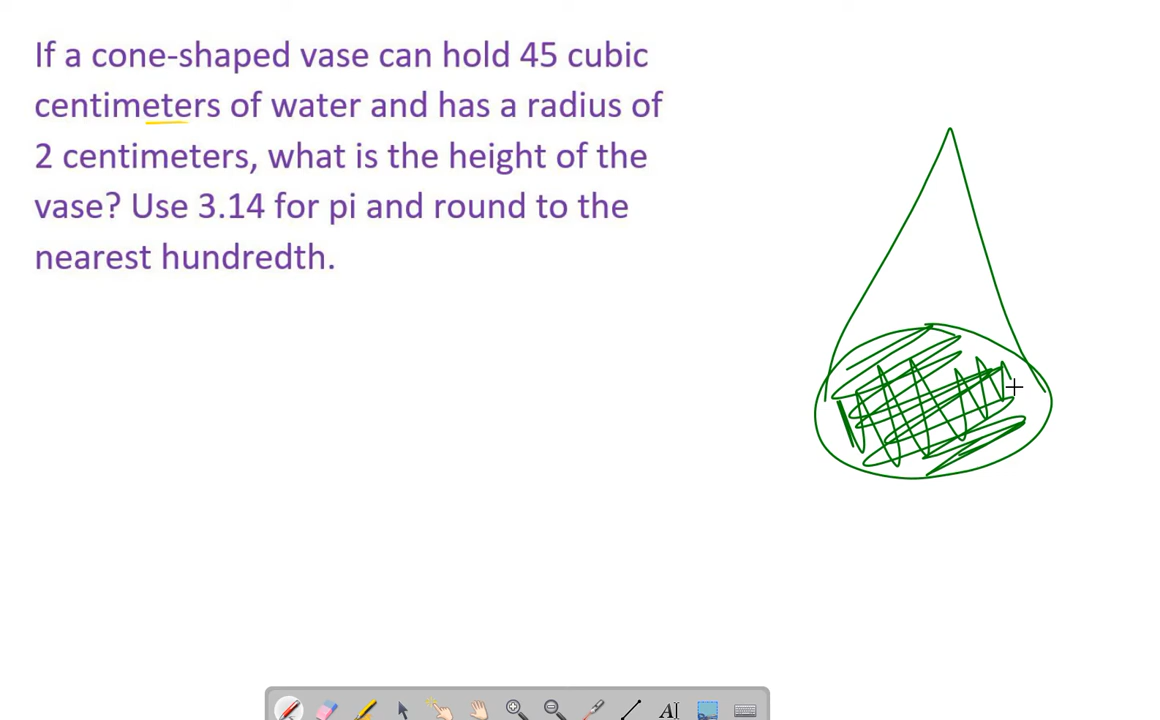 If a cone-shaped vase can hold 45 cubic
centimeters of water and has a radius of
2 centimeters, what is the height of the
vase? Use 3.14 for pi and round to the
nearest hundredth.
A